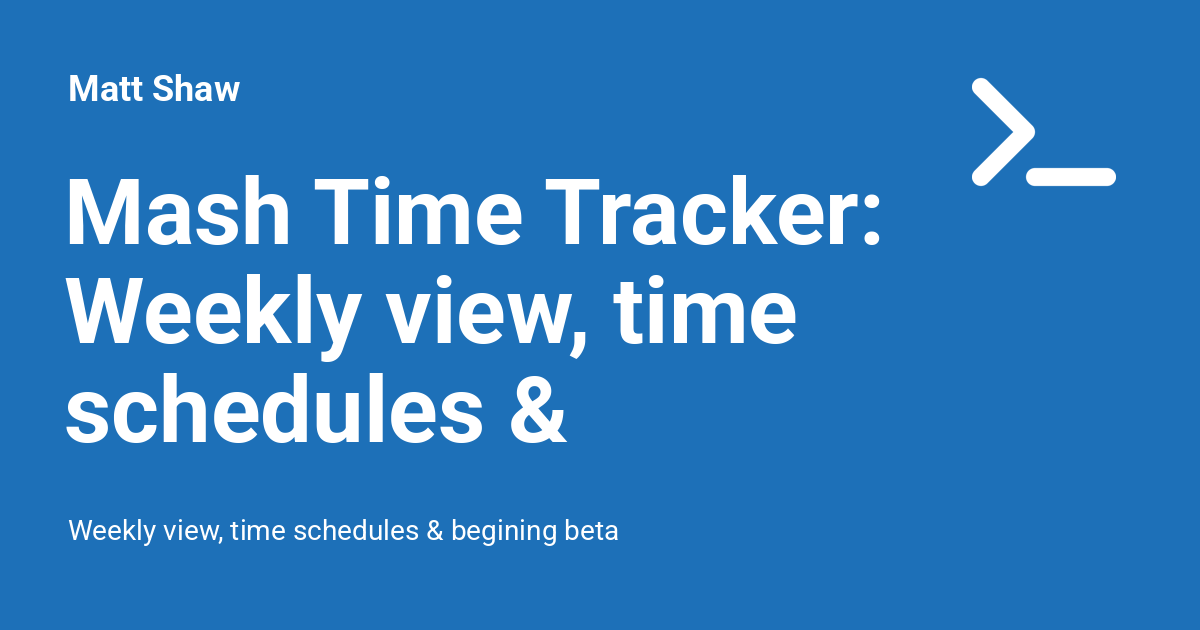 Matt Shaw
Mash Time Tracker:
Weekly view, time
schedules &
Weekly view, time schedules & begining beta